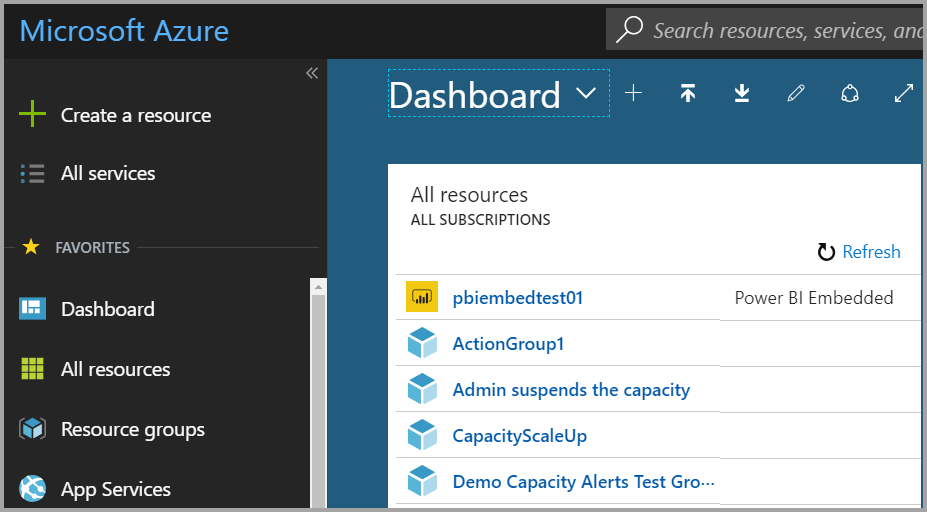 Microsoft Azure
Search resources, services, and
Create a resource
All services
FAVORITES
Dashboard
All resources
Resource groups
App Services
Dashboard
All resources
ALL SUBSCRIPTIONS
Refresh
pbiembedtest01 Power BI Embedded
ActionGroup1
Admin suspends the capacity
CapacityScaleUp
Demo Capacity Alerts Test Gro···